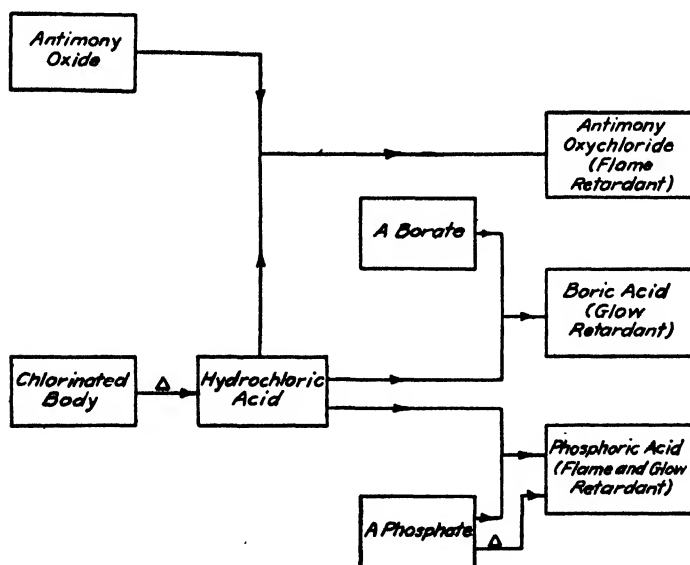 Antimony
Oxide
Antimony
Oxychloride
(Flame
Retardant)
A Borate
Boric Acid
(Glow
Retardant)
Chlorinated
Body
Δ
Hydrochloric
Acid
Phosphoric Acid
(Flame and Glow
Retardant)
A Phosphate
Δ